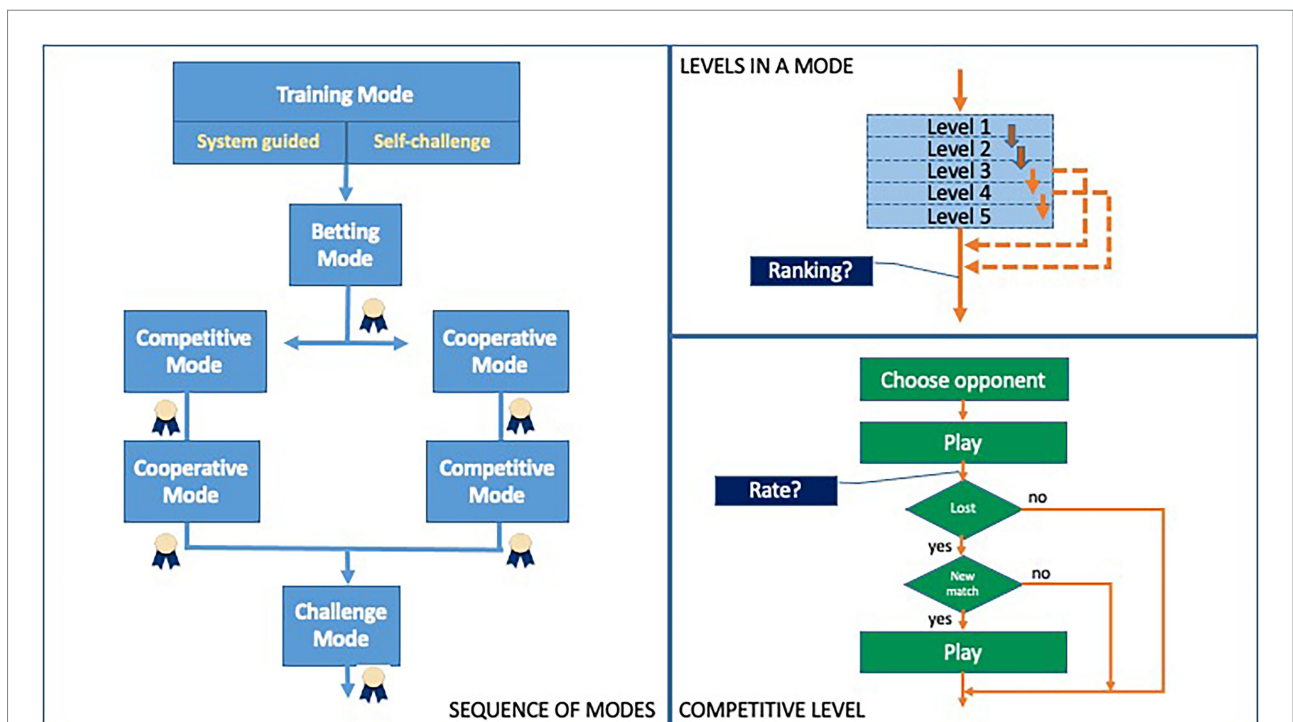 Training Mode
System guided
Self-challenge
Betting
Mode
Competitive
Mode
Cooperative
Mode
Cooperative
Mode
Competitive
Mode
Challenge
Mode
SEQUENCE OF MODES
LEVELS IN A MODE
Level 1
Level 2
Level 3
Level 4
Level 5
Ranking?
Choose opponent
Play
Rate?
Lost
no
yes
New
match
no
yes
Play
COMPETITIVE LEVEL